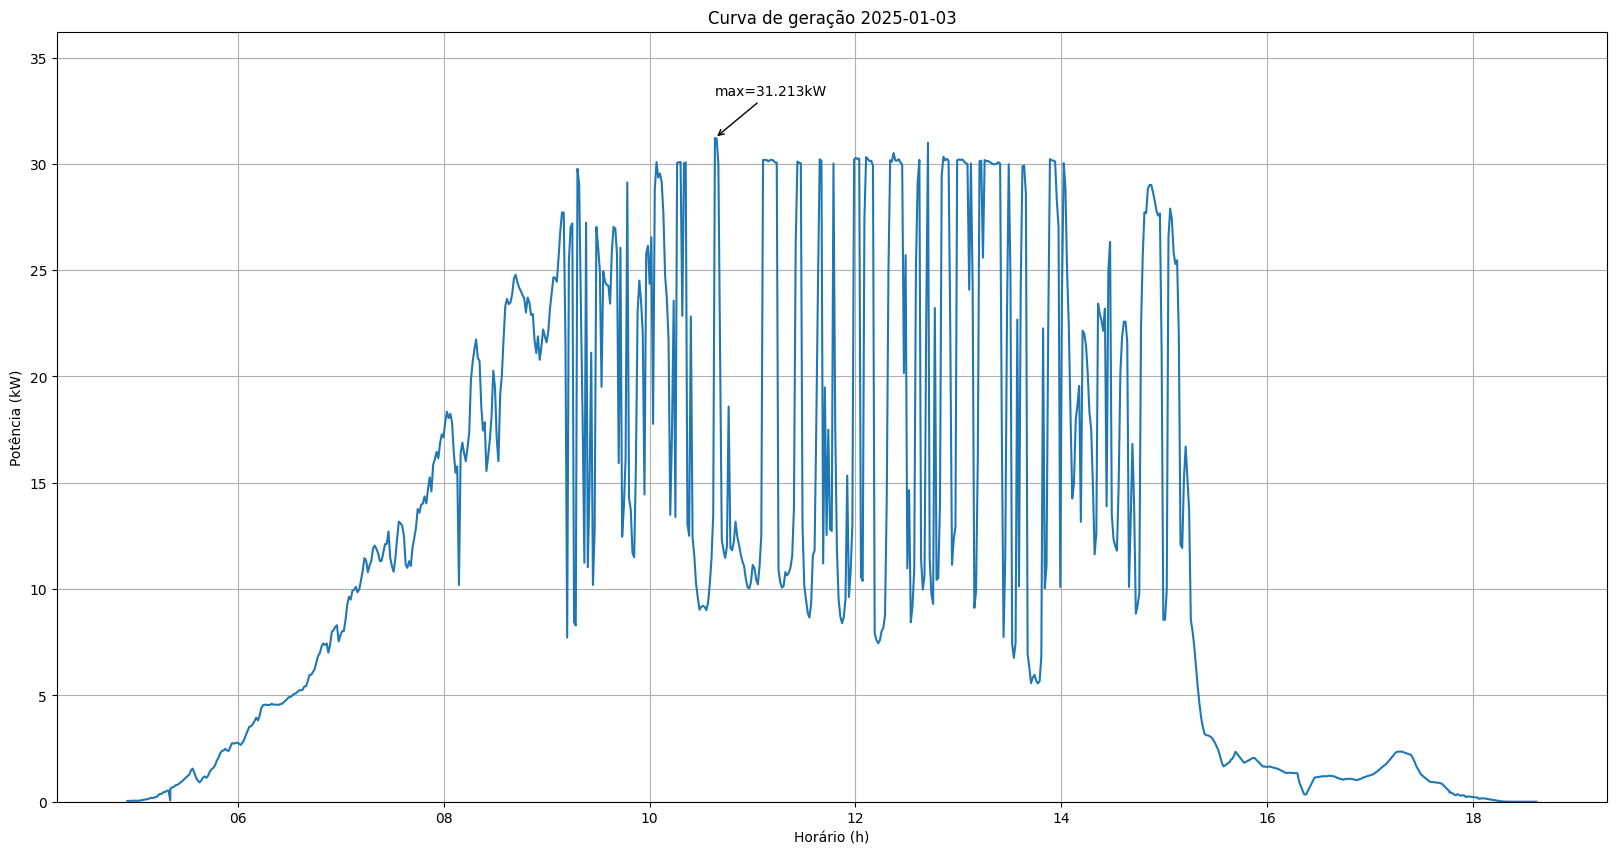 Curva de geração 2025-01-03
35
max=31.213kW
30
25
20
Potência (kW)
15
10
5
0
06 08 10 12 14 16 18
Horário (h)